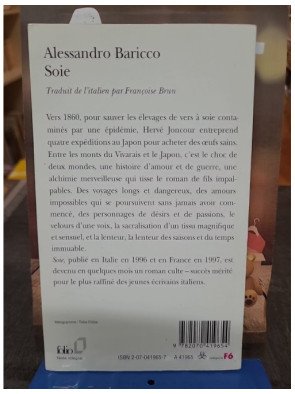 Alessandro Baricco
Soie
Traduit de l'italien par Françoise Brun
Vers 1860, pour sauver les élevages de vers à soie conta-
minés par une épidémie, Hervé Joncour entreprend
quatre expéditions au Japon pour acheter des œufs sains.
Entre les monts du Vivarais et le Japon, c'est le choc de
deux mondes, une histoire d'amour et de guerre, une
alchimie merveilleuse qui tisse le roman de fils impal-
pables. Des voyages longs et dangereux, des amours
impossibles qui se poursuivent sans jamais avoir com-
mencé, des personnages de désirs et de passions, le
velours d'une voix, la sacralisation d'un tissu magnifique
et sensuel, et la lenteur, la lenteur des saisons et du temps
immuable.
Soie, publié en Italie en 1996 et en France en 1997, est
devenu en quelques mois un roman culte – succès mérité
pour le plus raffiné des jeunes écrivains italiens.
folio
9 782070 419654
ISBN 2-07-041965-7
A 41965
catégorie F6